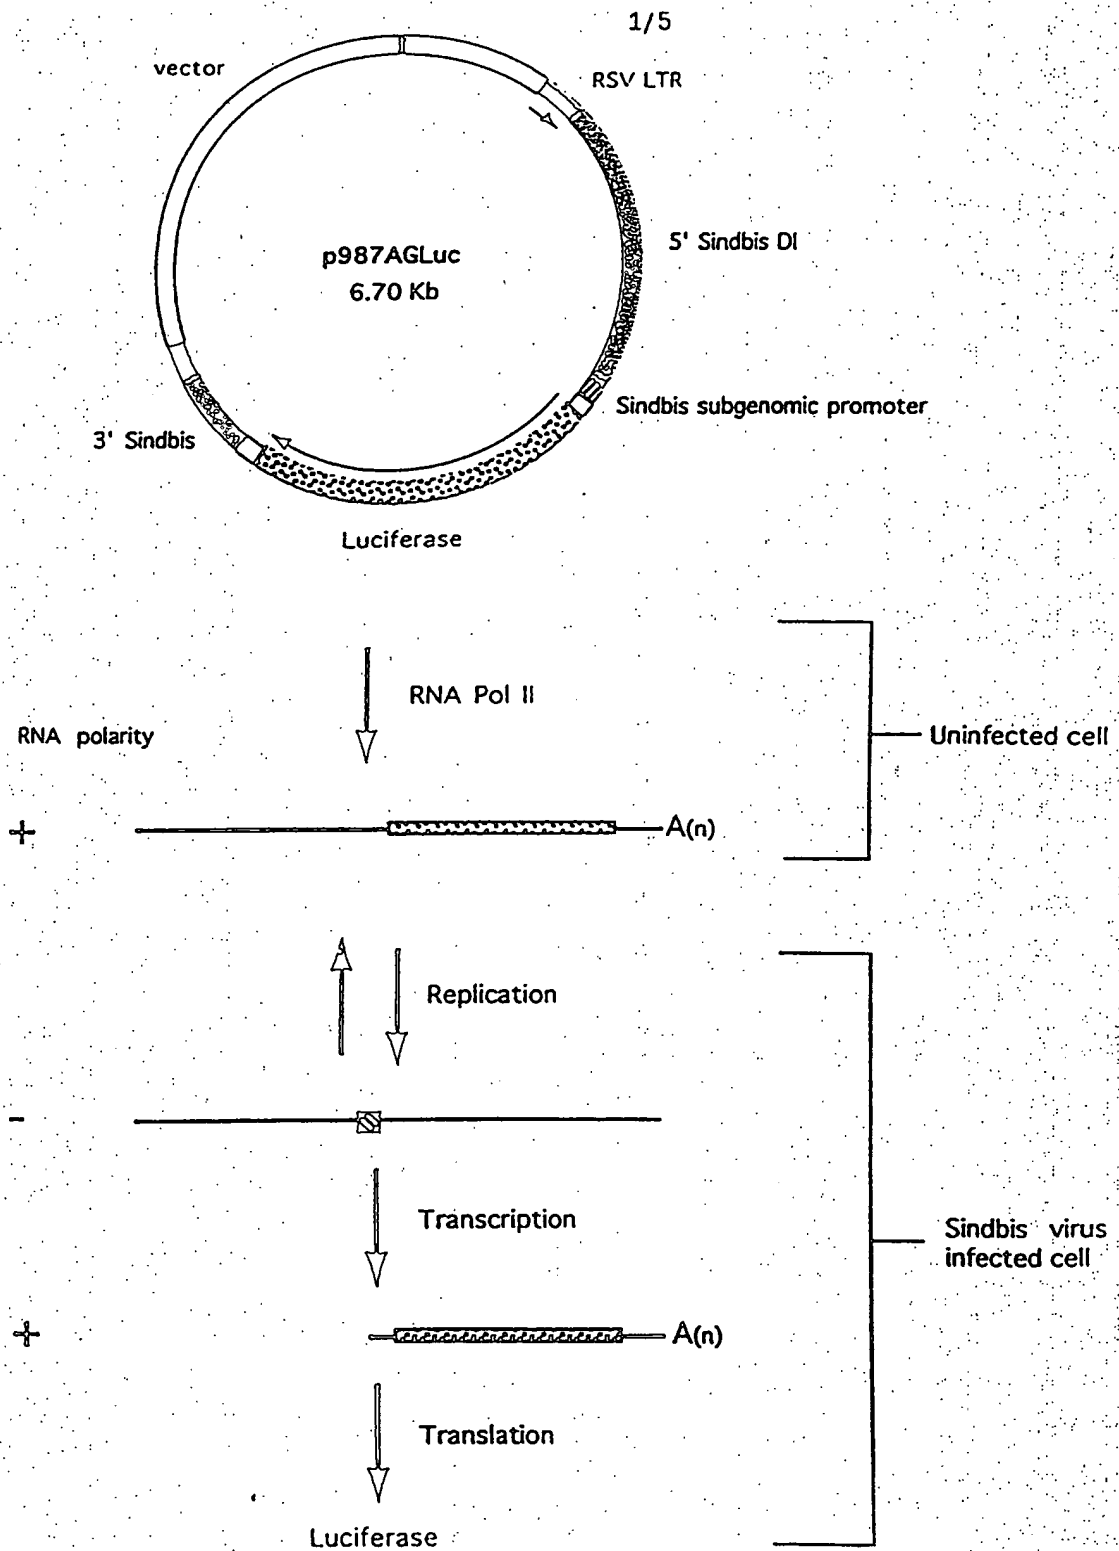 1/5
vector
RSV LTR
p987AGLuc
6.70 Kb
5' Sindbis DI
Sindbis subgenomic promoter
3' Sindbis
Luciferase
RNA Pol II
RNA polarity
Uninfected cell
+
A(n)
Replication
-
Transcription
Sindbis virus
infected cell
+
A(n)
Translation
Luciferase